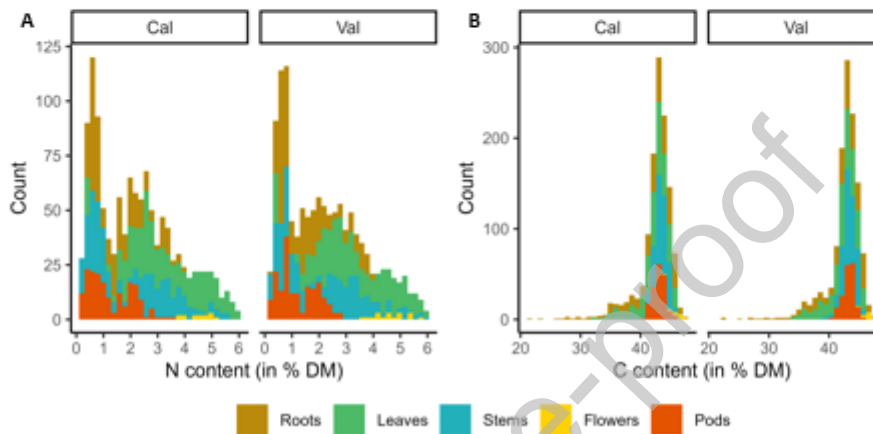 A
Cal
Val
B
Cal
Val
125
100
75
50
25
0
Count
0 1 2 3 4 5 6
0 1 2 3 4 5 6
N content (in % DM)
300
200
100
0
Count
20 30 40
20 30 40
C content (in % DM)
Roots
Leaves
Stems
Flowers
Pods
e-proof